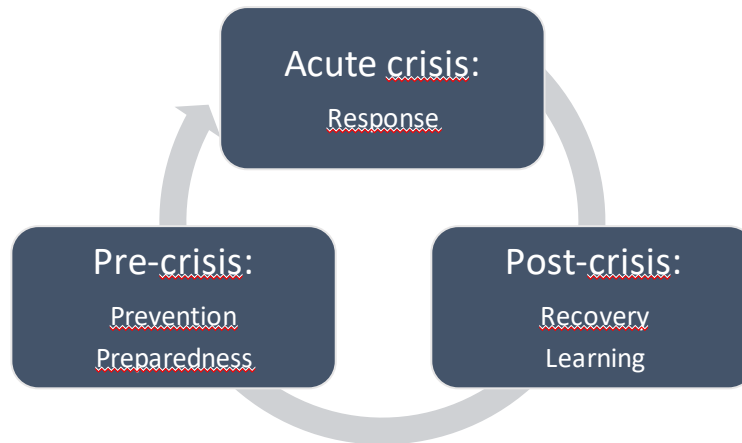 Acute crisis:
Response
Pre-crisis:
Prevention
Preparedness
Post-crisis:
Recovery
Learning